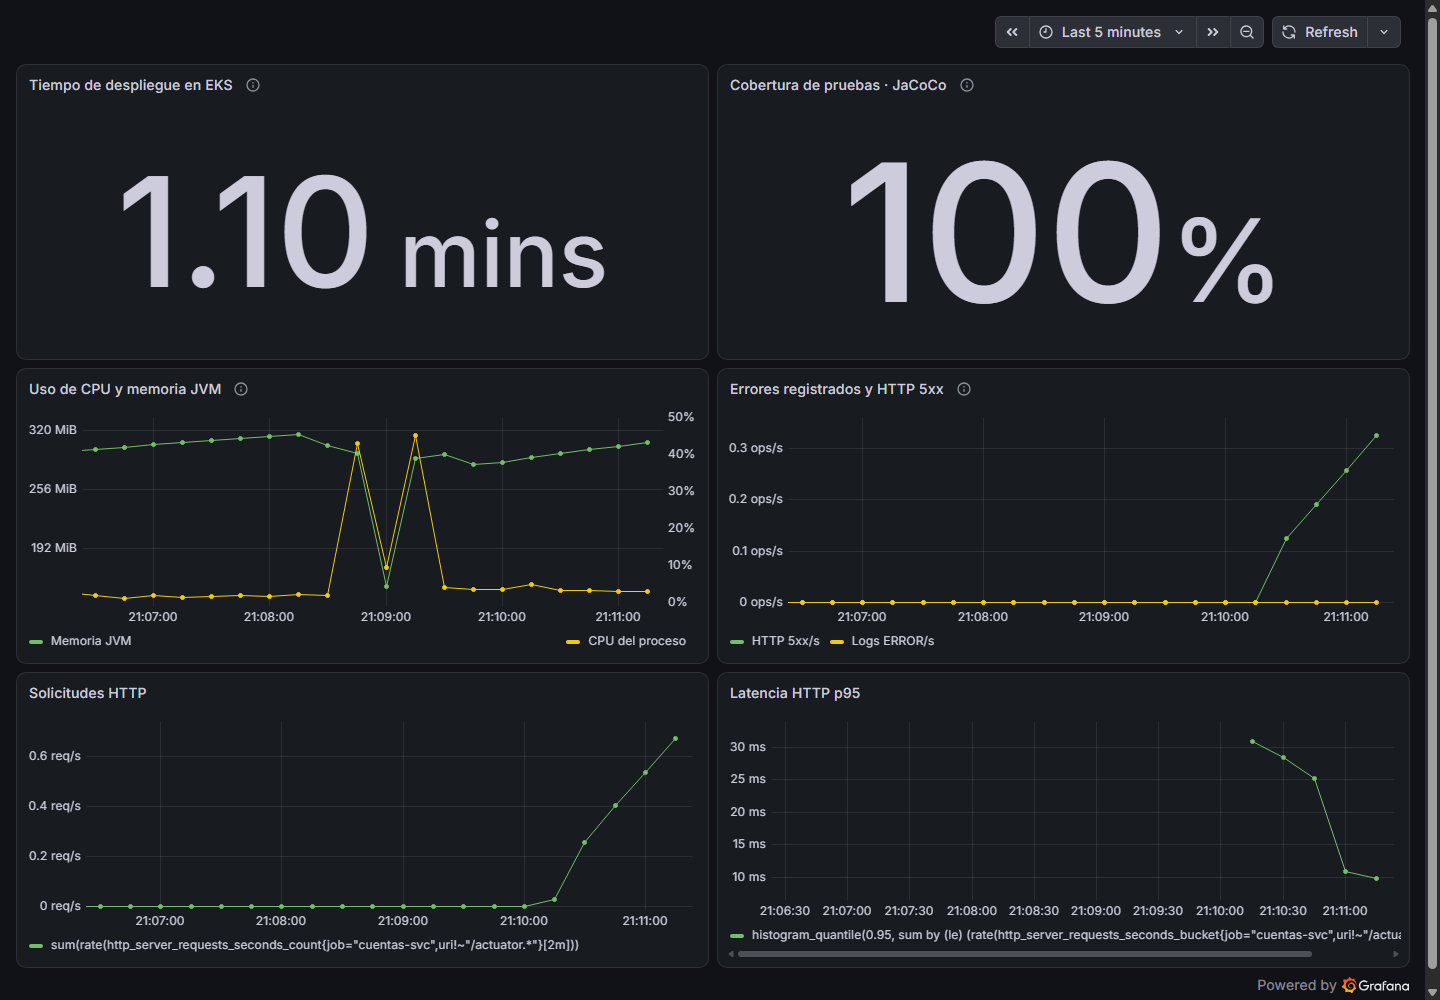 Last 5 minutes
Refresh
Tiempo de despliegue en EKS
1.10 mins
Cobertura de pruebas · JaCoCo
100%
Uso de CPU y memoria JVM
320 MiB
256 MiB
192 MiB
50%
40%
30%
20%
10%
0%
21:07:00 21:08:00 21:09:00 21:10:00 21:11:00
Memoria JVM
CPU del proceso
Errores registrados y HTTP 5xx
0.3 ops/s
0.2 ops/s
0.1 ops/s
0 ops/s
21:07:00 21:08:00 21:09:00 21:10:00 21:11:00
HTTP 5xx/s Logs ERROR/s
Solicitudes HTTP
0.6 req/s
0.4 req/s
0.2 req/s
0 req/s
21:07:00 21:08:00 21:09:00 21:10:00 21:11:00
sum(rate(http_server_requests_seconds_count{job="cuentas-svc",uri!~"/actuator.*"}[2m]))
Latencia HTTP p95
30 ms
25 ms
20 ms
15 ms
10 ms
21:06:30 21:07:00 21:07:30 21:08:00 21:08:30 21:09:00 21:09:30 21:10:00 21:10:30 21:11:00
histogram_quantile(0.95, sum by (le) (rate(http_server_requests_seconds_bucket{job="cuentas-svc",uri!~"/actua
Powered by Grafana